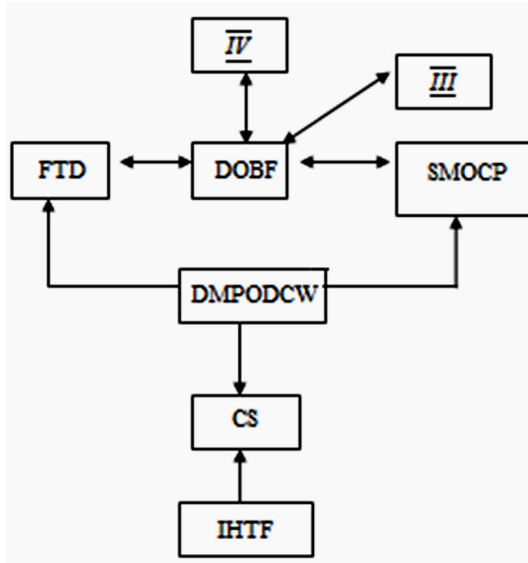 IV
III
FTD
DOBF
SMOCP
DMPODCW
CS
IHTF